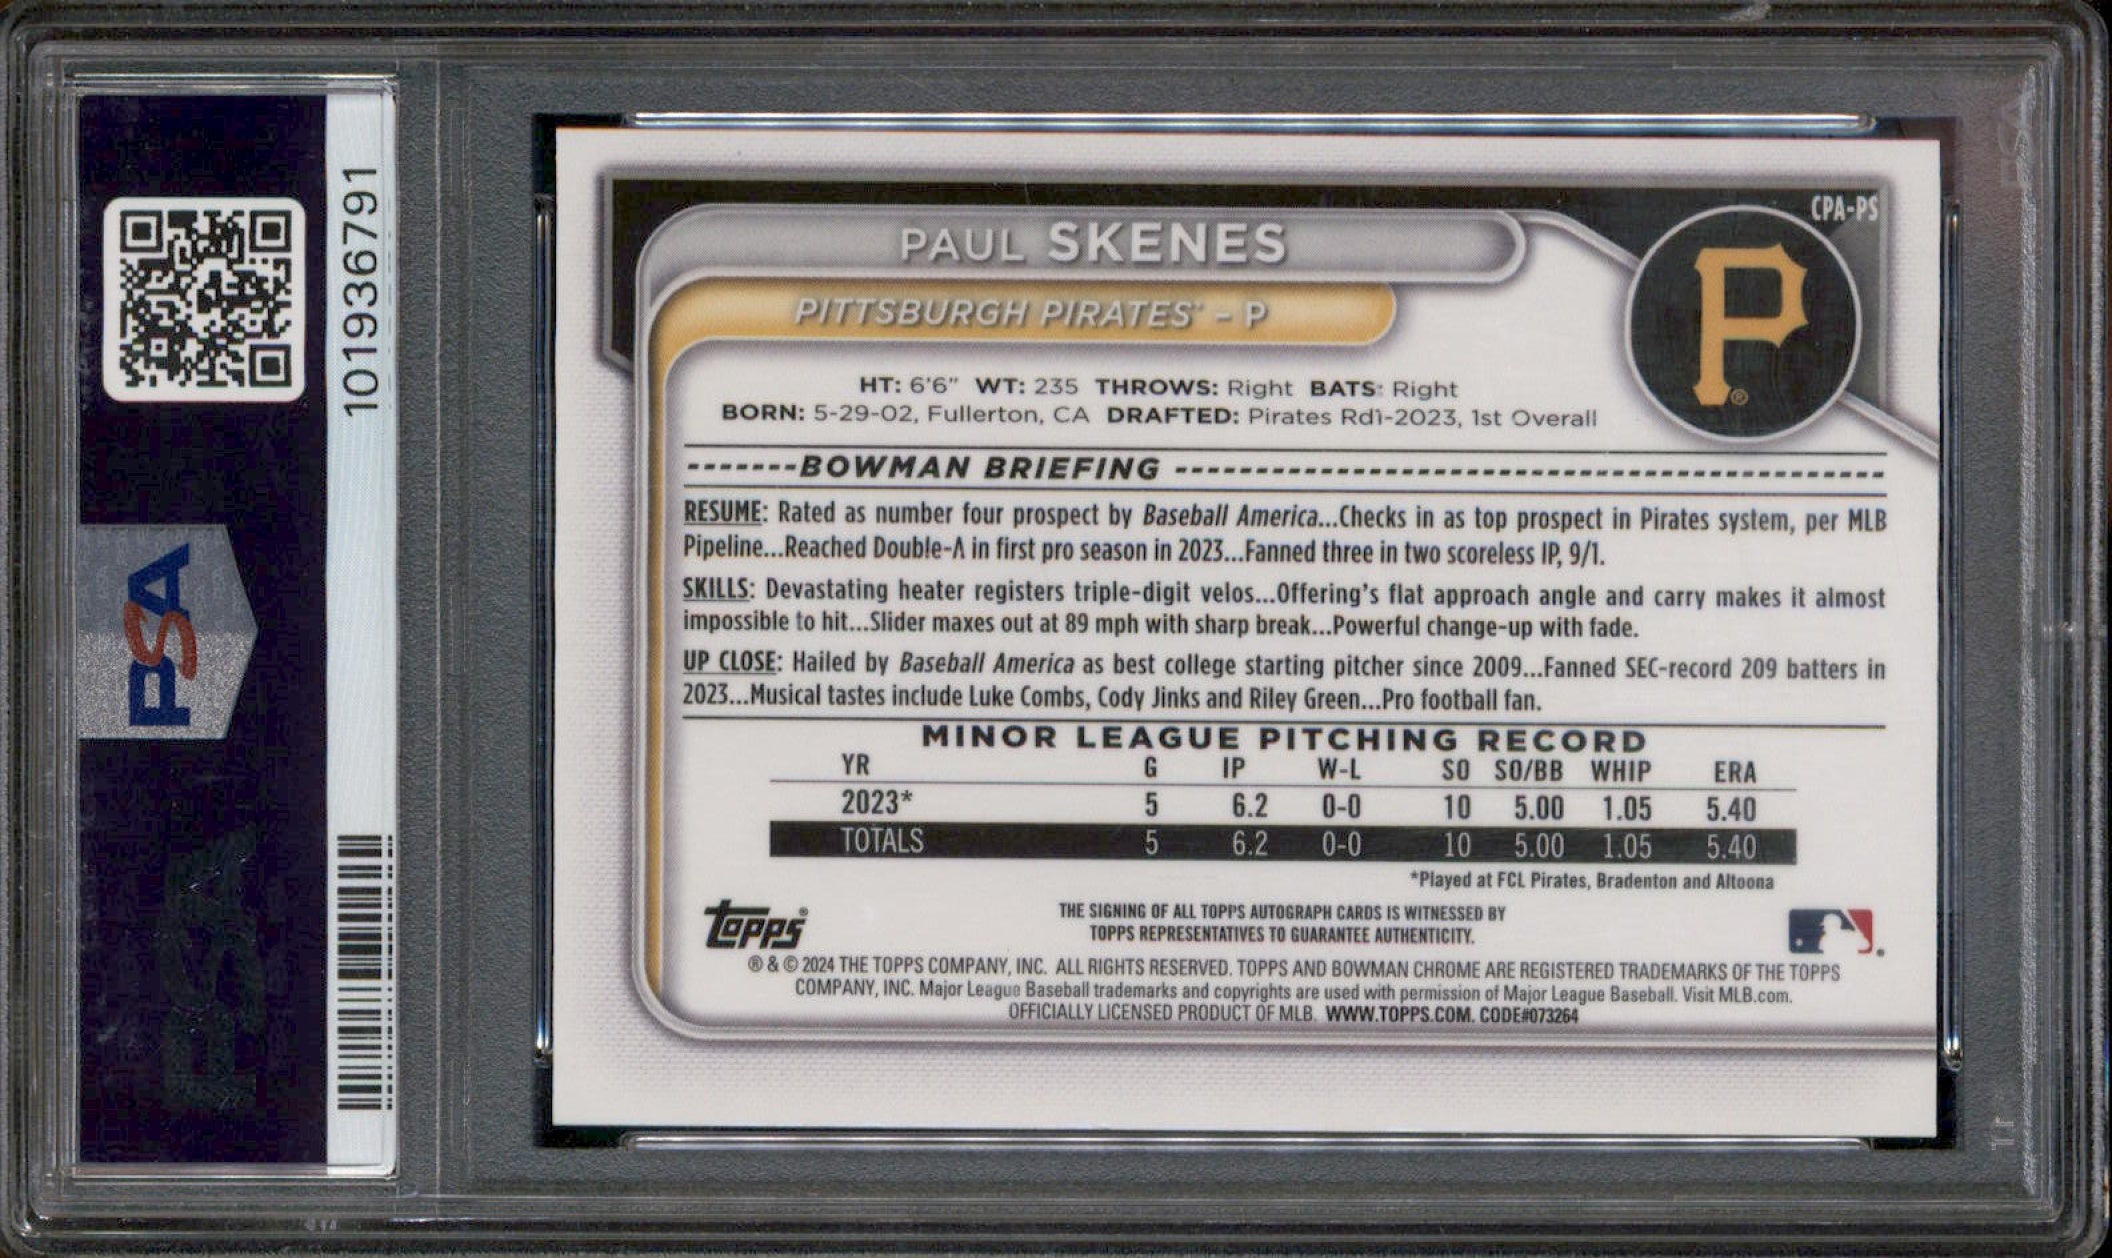 101936791
PSA
CPA-PS
PAUL SKENES
PITTSBURGH PIRATES™ - P
P®
HT: 6'6" WT: 235 THROWS: Right BATS: Right
BORN: 5-29-02, Fullerton, CA DRAFTED: Pirates Rd1-2023, 1st Overall
-------BOWMAN BRIEFING -------
RESUME: Rated as number four prospect by Baseball America...Checks in as top prospect in Pirates system, per MLB
Pipeline...Reached Double-A in first pro season in 2023...Fanned three in two scoreless IP, 9/1.
SKILLS: Devastating heater registers triple-digit velos...Offering's flat approach angle and carry makes it almost
impossible to hit...Slider maxes out at 89 mph with sharp break...Powerful change-up with fade.
UP CLOSE: Hailed by Baseball America as best college starting pitcher since 2009...Fanned SEC-record 209 batters in
2023...Musical tastes include Luke Combs, Cody Jinks and Riley Green...Pro football fan.
MINOR LEAGUE PITCHING RECORD
YR G IP W-L SO SO/BB WHIP ERA
2023* 5 6.2 0-0 10 5.00 1.05 5.40
TOTALS 5 6.2 0-0 10 5.00 1.05 5.40
*Played at FCL Pirates, Bradenton and Altoona
topps®
THE SIGNING OF ALL TOPPS AUTOGRAPH CARDS IS WITNESSED BY
TOPPS REPRESENTATIVES TO GUARANTEE AUTHENTICITY.
® & © 2024 THE TOPPS COMPANY, INC. ALL RIGHTS RESERVED. TOPPS AND BOWMAN CHROME ARE REGISTERED TRADEMARKS OF THE TOPPS
COMPANY, INC. Major League Baseball trademarks and copyrights are used with permission of Major League Baseball. Visit MLB.com.
OFFICIALLY LICENSED PRODUCT OF MLB. WWW.TOPPS.COM. CODE#073264
PSA
PSA